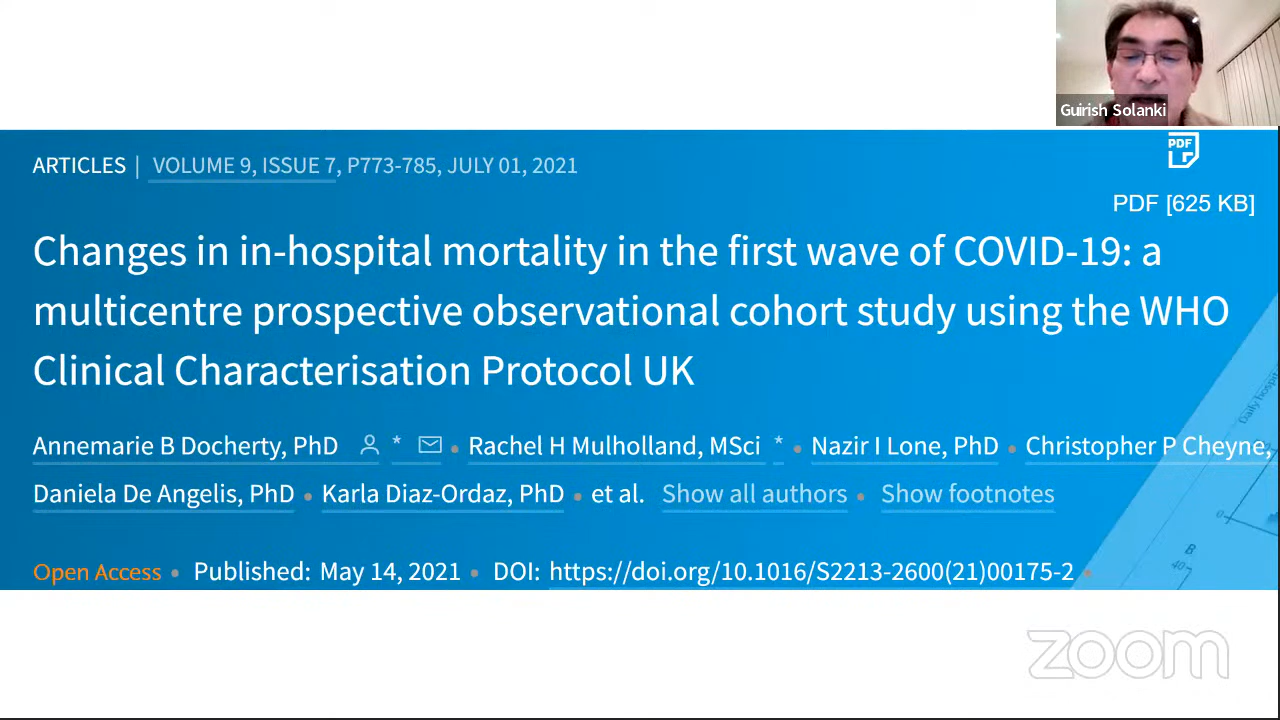 Guirish Solanki
PDF
ARTICLES | VOLUME 9, ISSUE 7, P773-785, JULY 01, 2021
PDF [625 KB]
Changes in in-hospital mortality in the first wave of COVID-19: a
multicentre prospective observational cohort study using the WHO
Clinical Characterisation Protocol UK
Annemarie B Docherty, PhD * • Rachel H Mulholland, MSci * • Nazir I Lone, PhD • Christopher P Cheyne,
Daniela De Angelis, PhD • Karla Diaz-Ordaz, PhD • et al. Show all authors • Show footnotes
Open Access • Published: May 14, 2021 • DOI: https://doi.org/10.1016/S2213-2600(21)00175-2 •
Daily
0
B
40
zoom